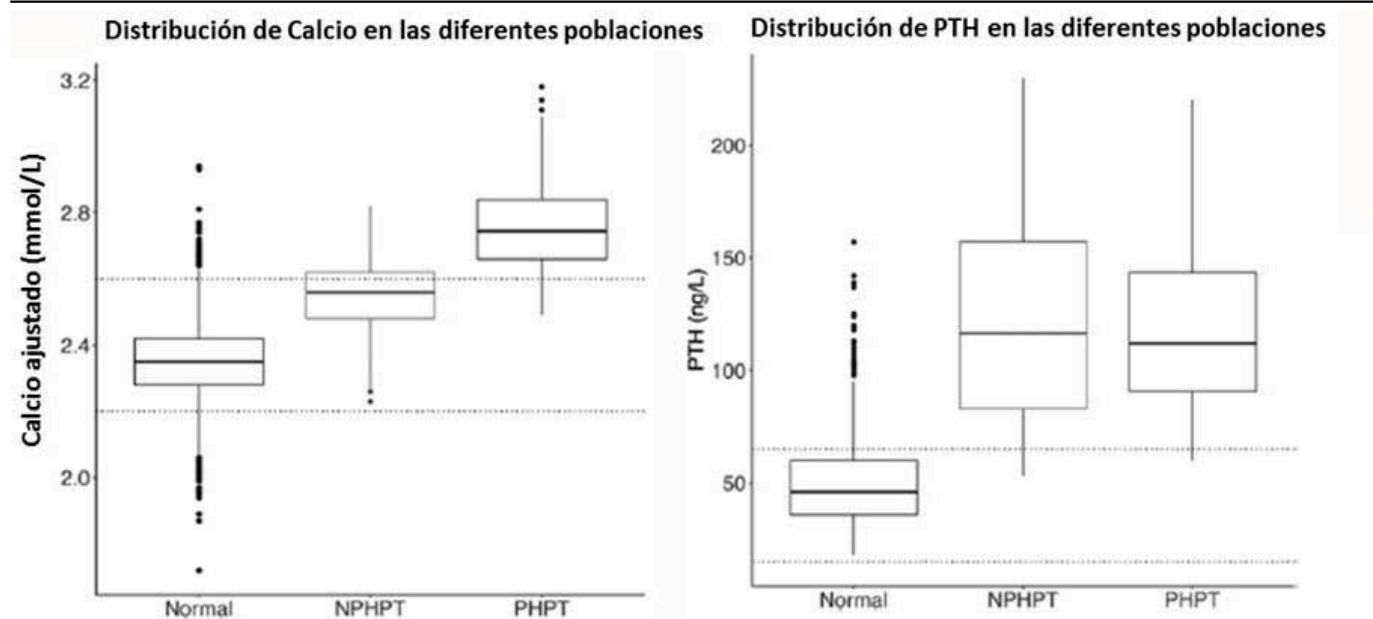 Distribución de Calcio en las diferentes poblaciones
Calcio ajustado (mmol/L)
3.2
2.8
2.4
2.0
Normal NPHPT PHPT
Distribución de PTH en las diferentes poblaciones
PTH (ng/L)
200
150
100
50
Normal NPHPT PHPT